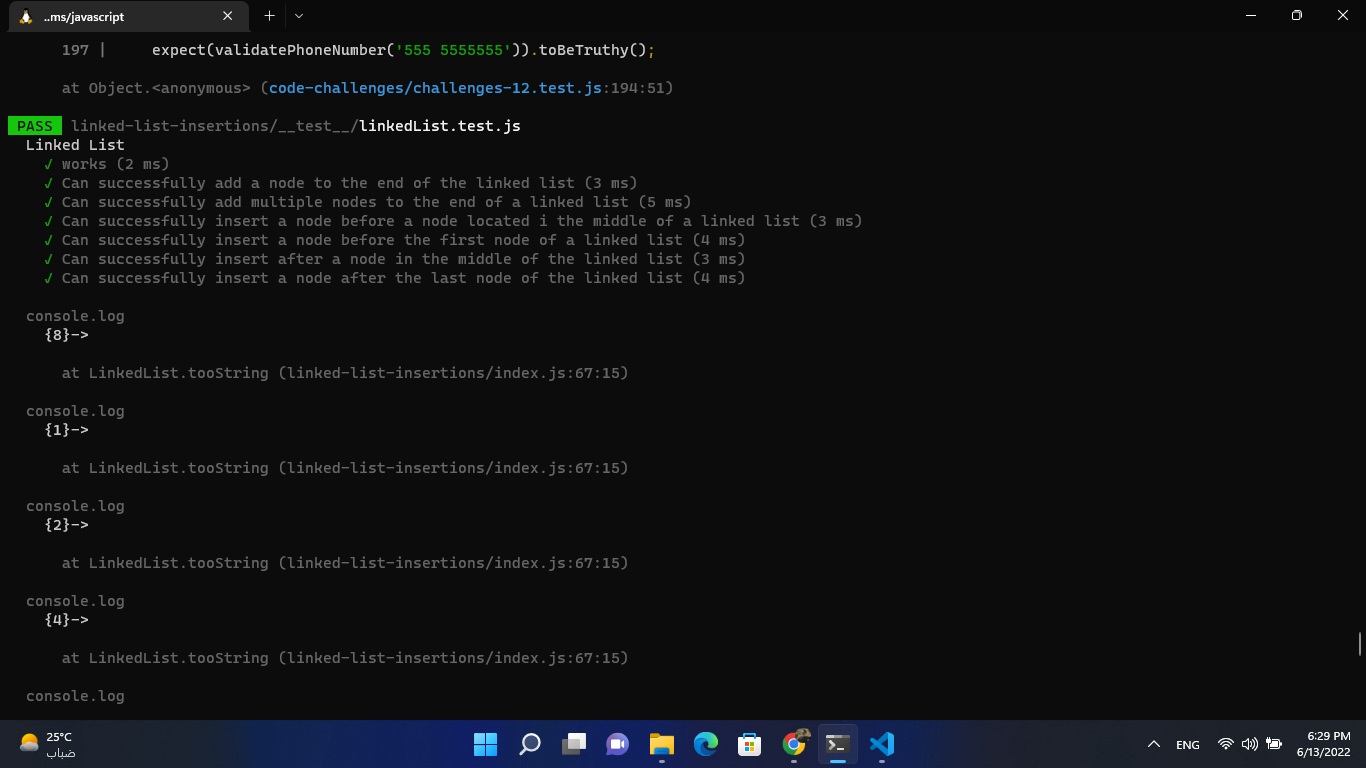 ..ms/javascript
197 |     expect(validatePhoneNumber('555 5555555')).toBeTruthy();
at Object.<anonymous> (code-challenges/challenges-12.test.js:194:51)
PASS linked-list-insertions/__test__/linkedList.test.js
Linked List
√ works (2 ms)
√ Can successfully add a node to the end of the linked list (3 ms)
√ Can successfully add multiple nodes to the end of a linked list (5 ms)
√ Can successfully insert a node before a node located i the middle of a linked list (3 ms)
√ Can successfully insert a node before the first node of a linked list (4 ms)
√ Can successfully insert after a node in the middle of the linked list (3 ms)
√ Can successfully insert a node after the last node of the linked list (4 ms)
console.log
{8}->
at LinkedList.tooString (linked-list-insertions/index.js:67:15)
console.log
{1}->
at LinkedList.tooString (linked-list-insertions/index.js:67:15)
console.log
{2}->
at LinkedList.tooString (linked-list-insertions/index.js:67:15)
console.log
{4}->
at LinkedList.tooString (linked-list-insertions/index.js:67:15)
console.log
25°C
ضباب
ENG
6:29 PM
6/13/2022